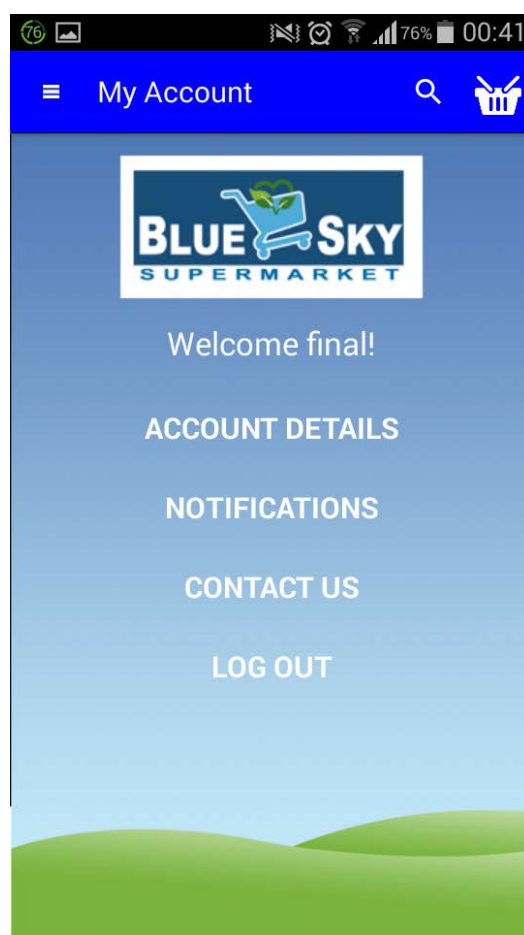 76
76% 00:41
My Account
BLUE SKY
SUPERMARKET
Welcome final!
ACCOUNT DETAILS
NOTIFICATIONS
CONTACT US
LOG OUT